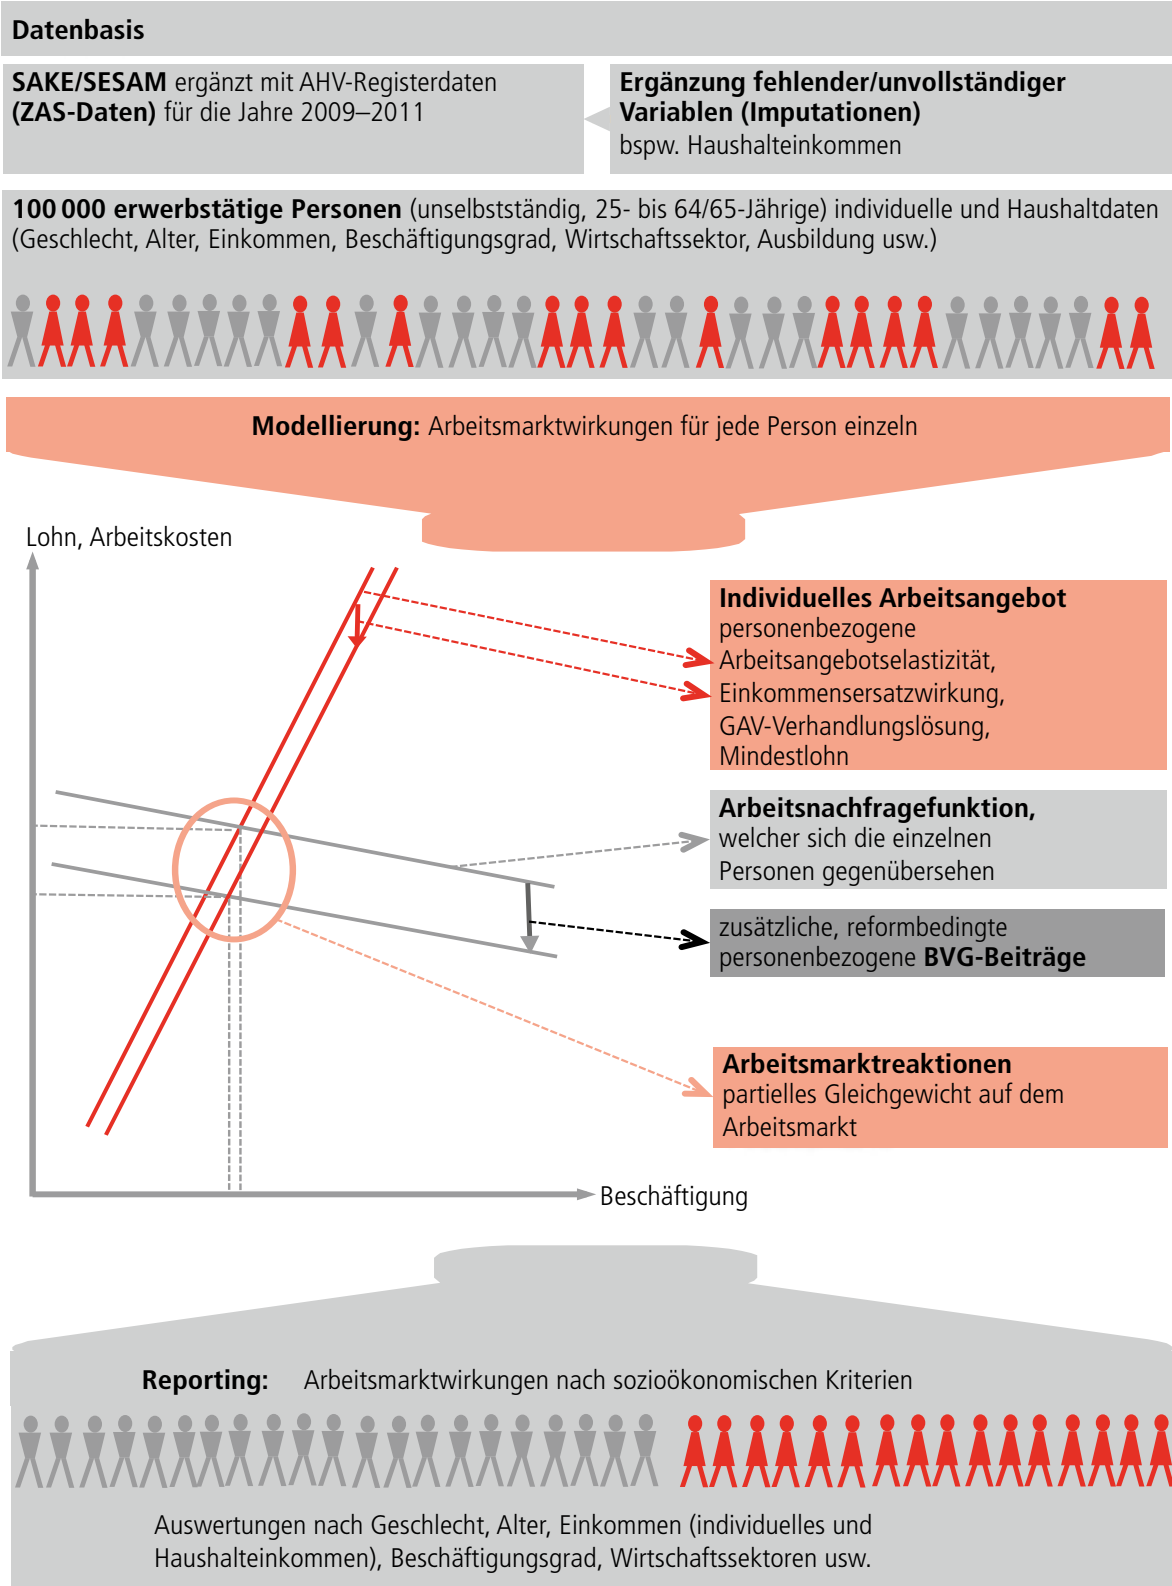 Datenbasis
SAKE/SESAM ergänzt mit AHV-Registerdaten
(ZAS-Daten) für die Jahre 2009–2011
Ergänzung fehlender/unvollständiger
Variablen (Imputationen)
bspw. Haushalteinkommen
100 000 erwerbstätige Personen (unselbstständig, 25- bis 64/65-Jährige) individuelle und Haushaltdaten
(Geschlecht, Alter, Einkommen, Beschäftigungsgrad, Wirtschaftssektor, Ausbildung usw.)
Modellierung: Arbeitsmarktwirkungen für jede Person einzeln
Lohn, Arbeitskosten
Individuelles Arbeitsangebot
personenbezogene
Arbeitsangebotselastizität,
Einkommensersatzwirkung,
GAV-Verhandlungslösung,
Mindestlohn
Arbeitsnachfragefunktion,
welcher sich die einzelnen
Personen gegenübersehen
zusätzliche, reformbedingte
personenbezogene BVG-Beiträge
Arbeitsmarktreaktionen
partielles Gleichgewicht auf dem
Arbeitsmarkt
Beschäftigung
Reporting: Arbeitsmarktwirkungen nach sozioökonomischen Kriterien
Auswertungen nach Geschlecht, Alter, Einkommen (individuelles und
Haushalteinkommen), Beschäftigungsgrad, Wirtschaftssektoren usw.